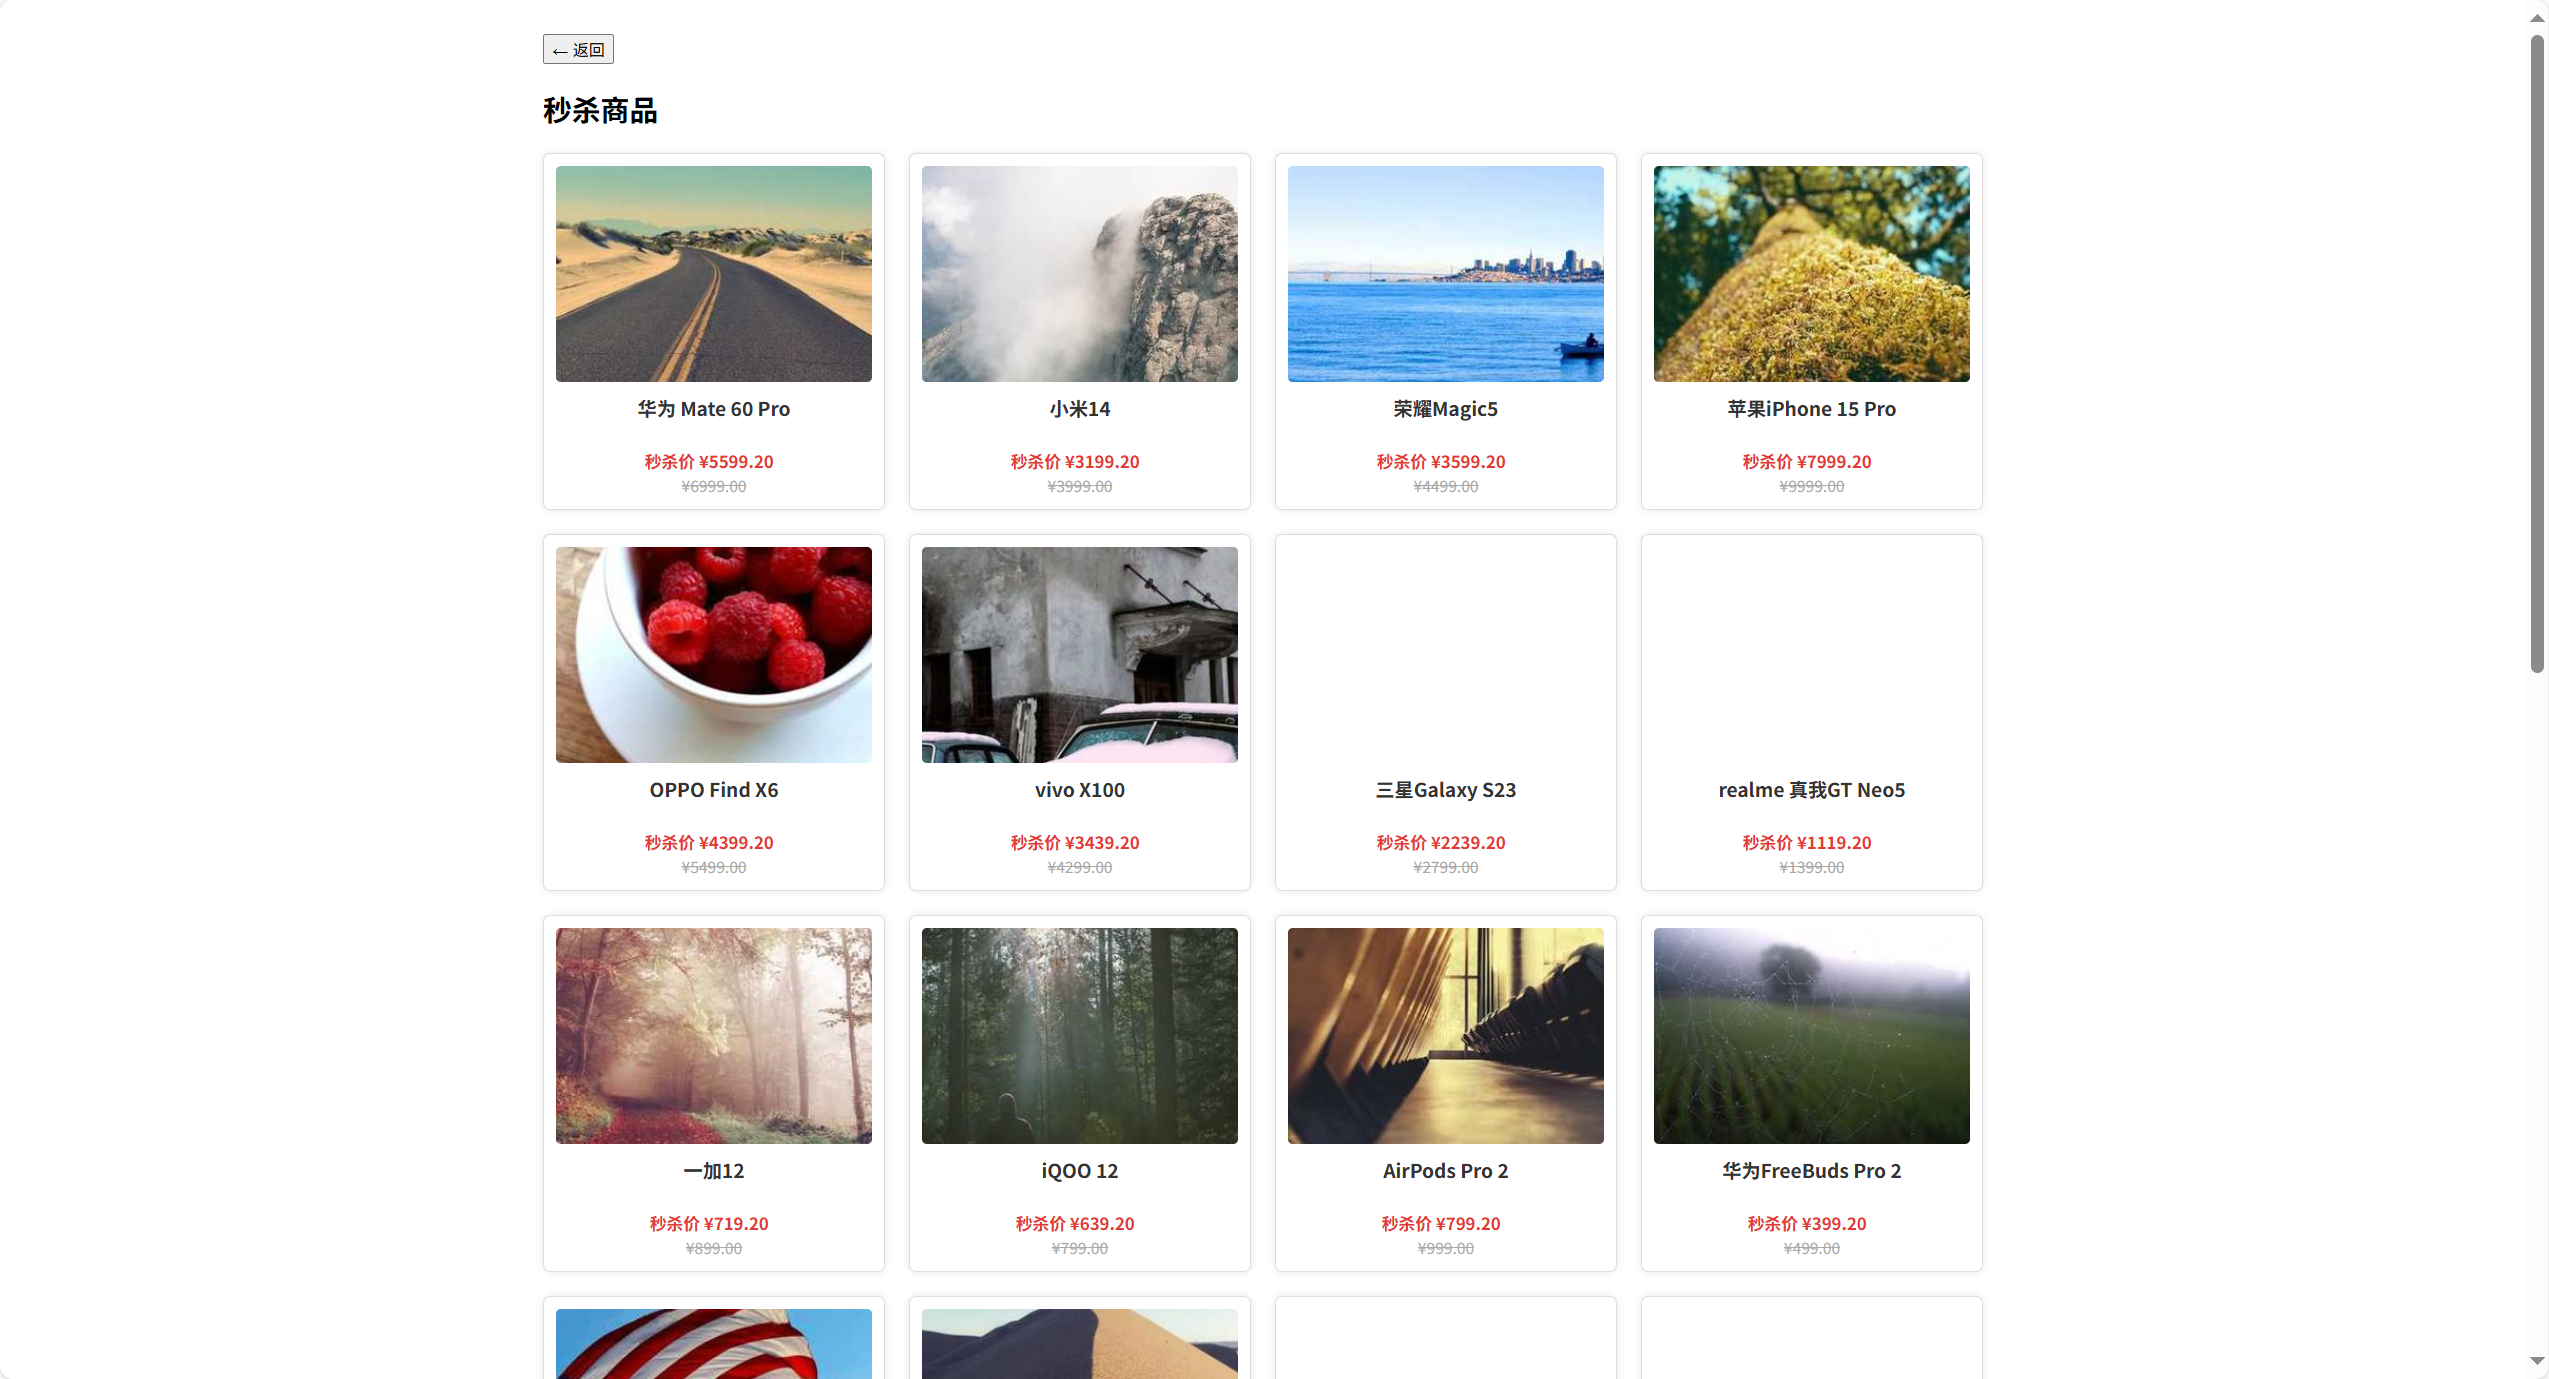 ← 返回
秒杀商品
华为 Mate 60 Pro
秒杀价 ¥5599.20
¥6999.00
小米14
秒杀价 ¥3199.20
¥3999.00
荣耀Magic5
秒杀价 ¥3599.20
¥4499.00
苹果iPhone 15 Pro
秒杀价 ¥7999.20
¥9999.00
OPPO Find X6
秒杀价 ¥4399.20
¥5499.00
vivo X100
秒杀价 ¥3439.20
¥4299.00
三星Galaxy S23
秒杀价 ¥2239.20
¥2799.00
realme 真我GT Neo5
秒杀价 ¥1119.20
¥1399.00
一加12
秒杀价 ¥719.20
¥899.00
iQOO 12
秒杀价 ¥639.20
¥799.00
AirPods Pro 2
秒杀价 ¥799.20
¥999.00
华为FreeBuds Pro 2
秒杀价 ¥399.20
¥499.00